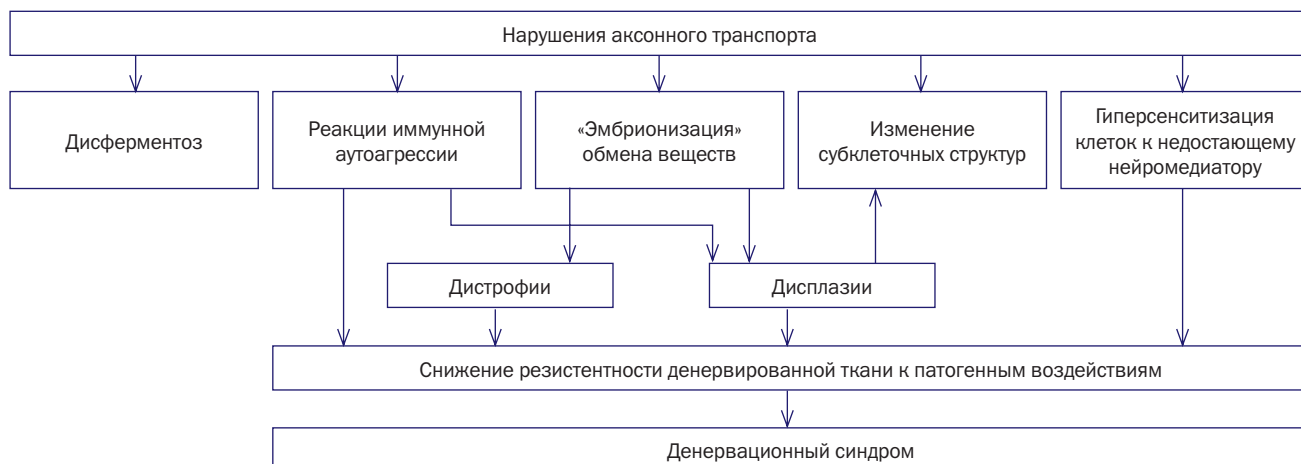 Нарушения аксонного транспорта
Дисферментоз
Реакции иммунной
аутоагрессии
«Эмбрионизация»
обмена веществ
Изменение
субклеточных структур
Гиперсенситизация
клеток к недостающему
нейромедиатору
Дистрофии
Дисплазии
Снижение резистентности денервированной ткани к патогенным воздействиям
Денервационный синдром